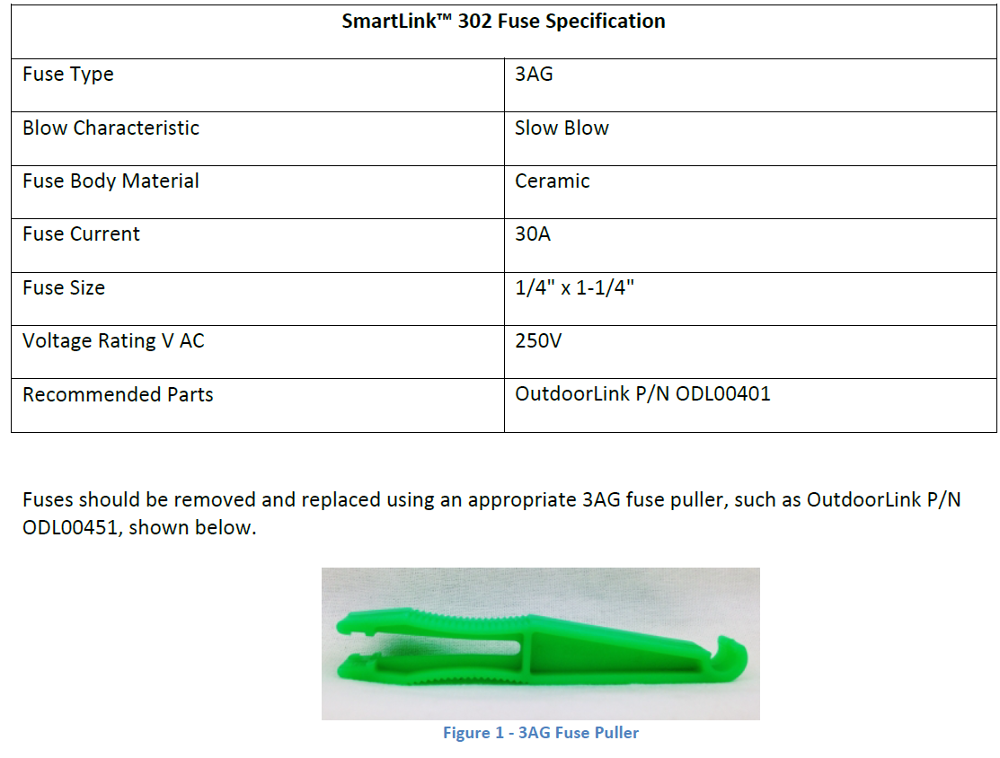 SmartLink™ 302 Fuse Specification
Fuse Type 3AG
Blow Characteristic Slow Blow
Fuse Body Material Ceramic
Fuse Current 30A
Fuse Size 1/4" x 1-1/4"
Voltage Rating V AC 250V
Recommended Parts OutdoorLink P/N ODL00401
Fuses should be removed and replaced using an appropriate 3AG fuse puller, such as OutdoorLink P/N
ODL00451, shown below.
Figure 1 - 3AG Fuse Puller